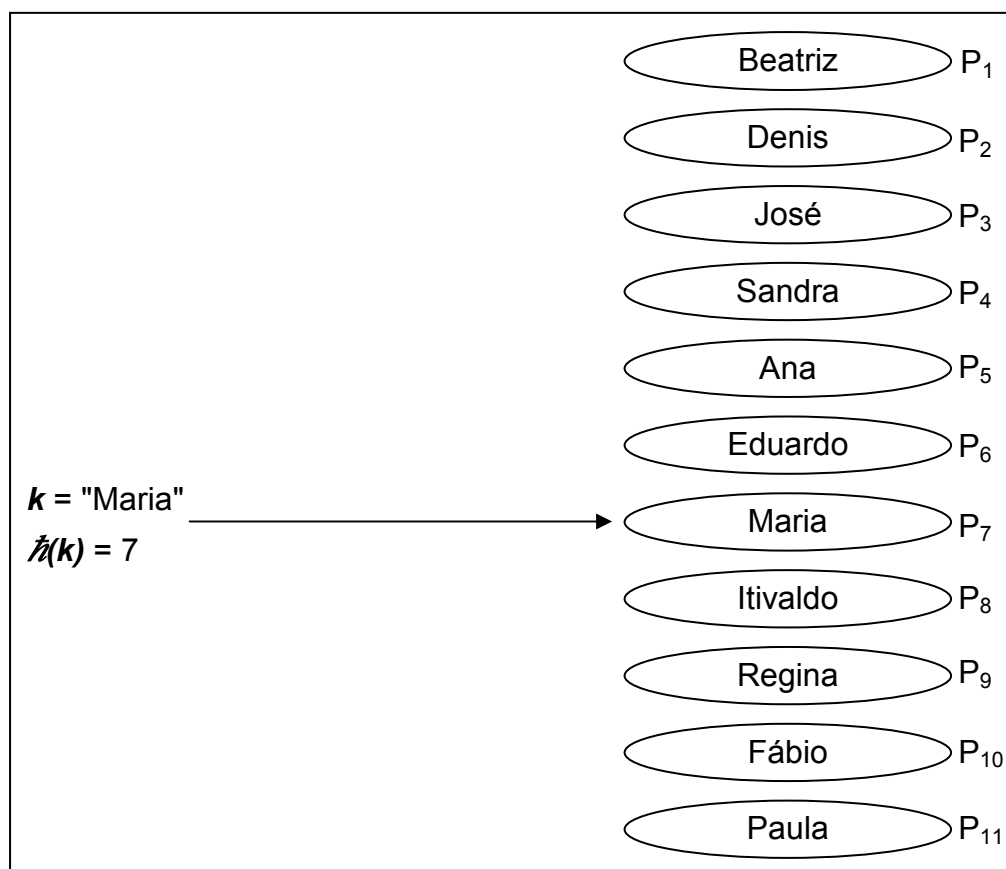 Beatriz P₁
Denis P₂
José P₃
Sandra P₄
Ana P₅
Eduardo P₆
k = "Maria"
ℏ(k) = 7
Maria P₇
Itivaldo P₈
Regina P₉
Fábio P₁₀
Paula P₁₁